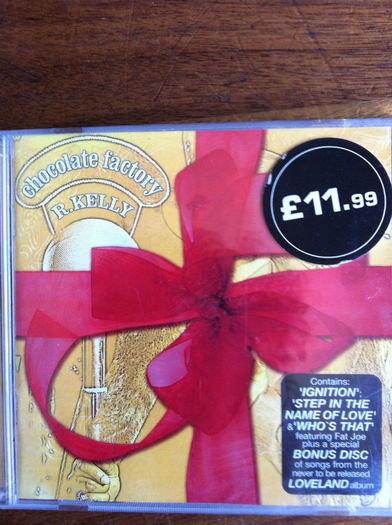 chocolate factory
R.KELLY
£11.99
Contains:
'IGNITION';
'STEP IN THE
NAME OF LOVE'
&'WHO`S THAT'
featuring Fat Joe
plus a special
BONUS DISC
of songs from the
never to be released
LOVELAND album